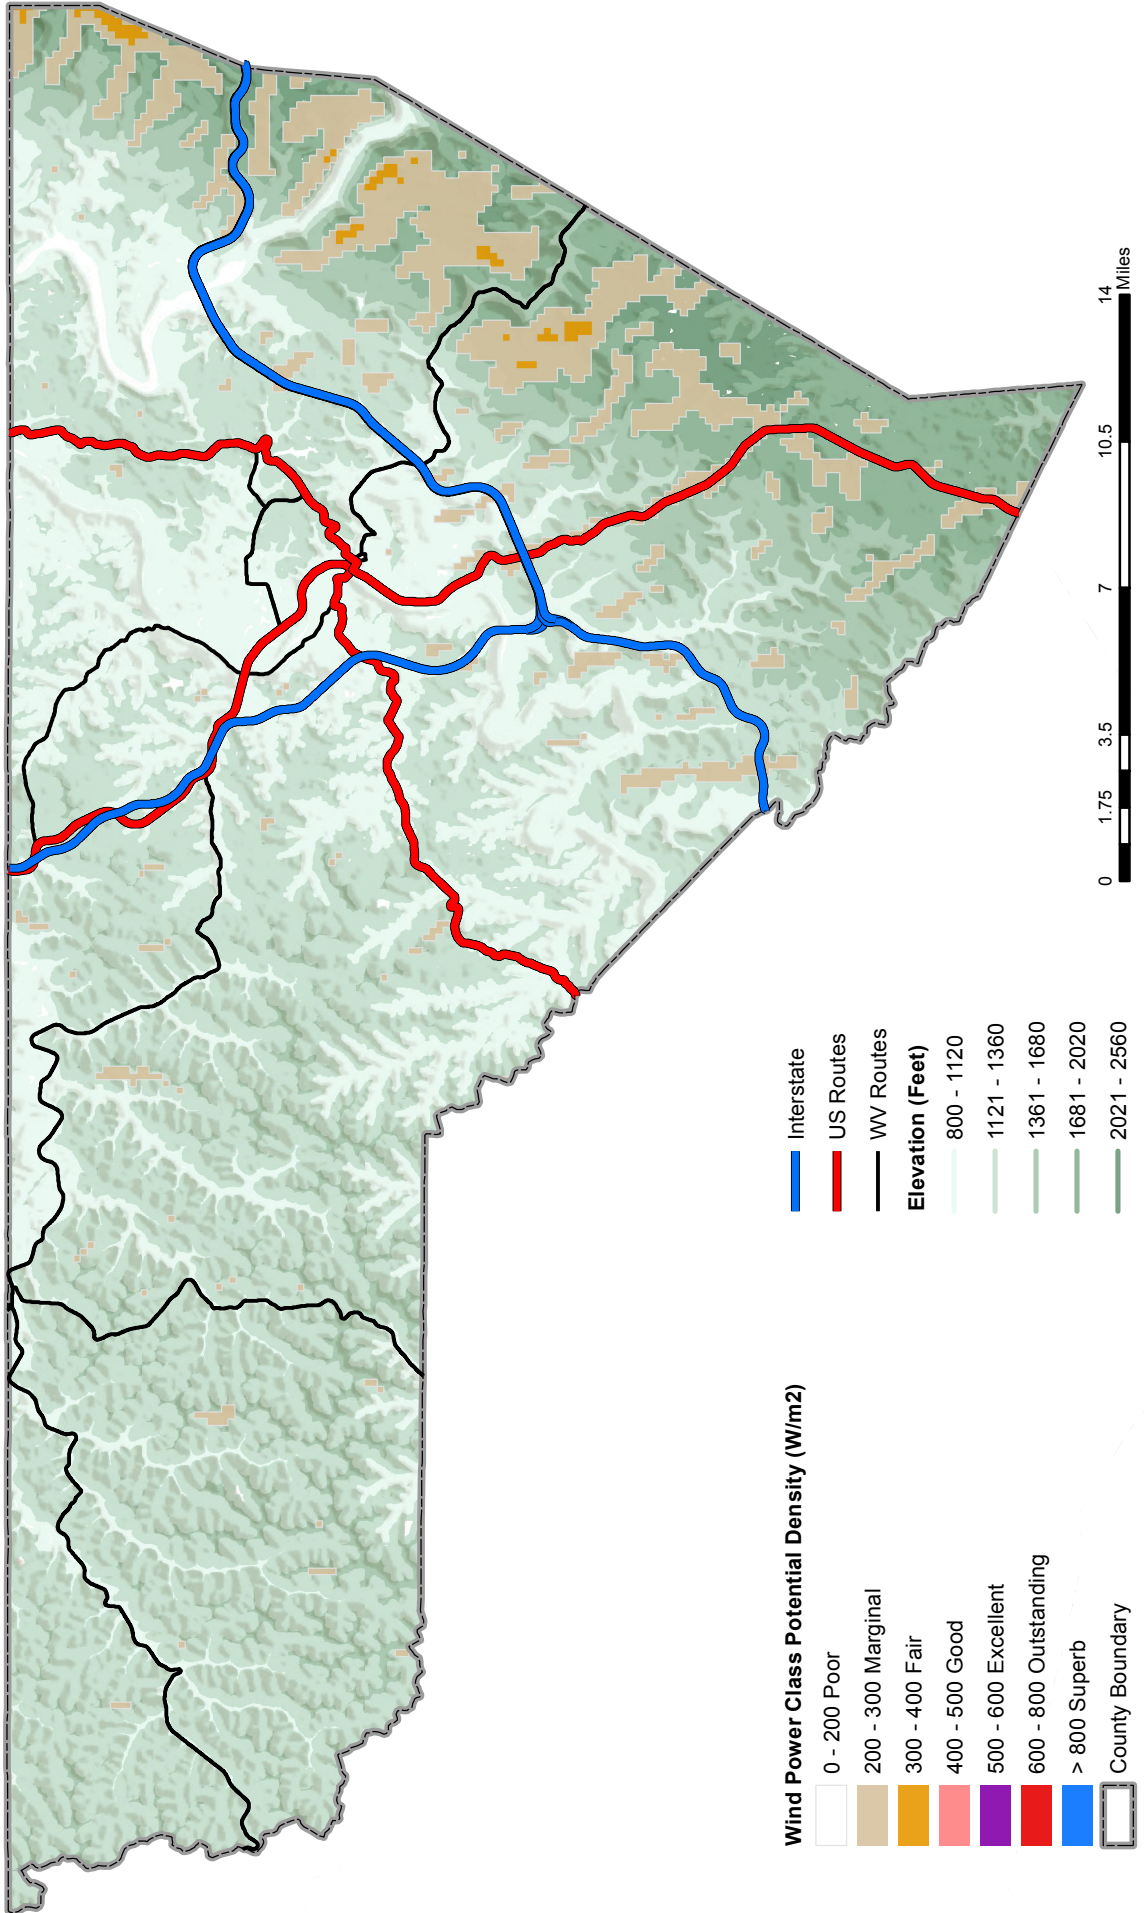 Wind Power Class Potential Density (W/m2)
0 - 200 Poor
200 - 300 Marginal
300 - 400 Fair
400 - 500 Good
500 - 600 Excellent
600 - 800 Outstanding
> 800 Superb
County Boundary
Interstate
US Routes
WV Routes
Elevation (Feet)
800 - 1120
1121 - 1360
1361 - 1680
1681 - 2020
2021 - 2560
0 1.75 3.5 7 10.5 14
Miles